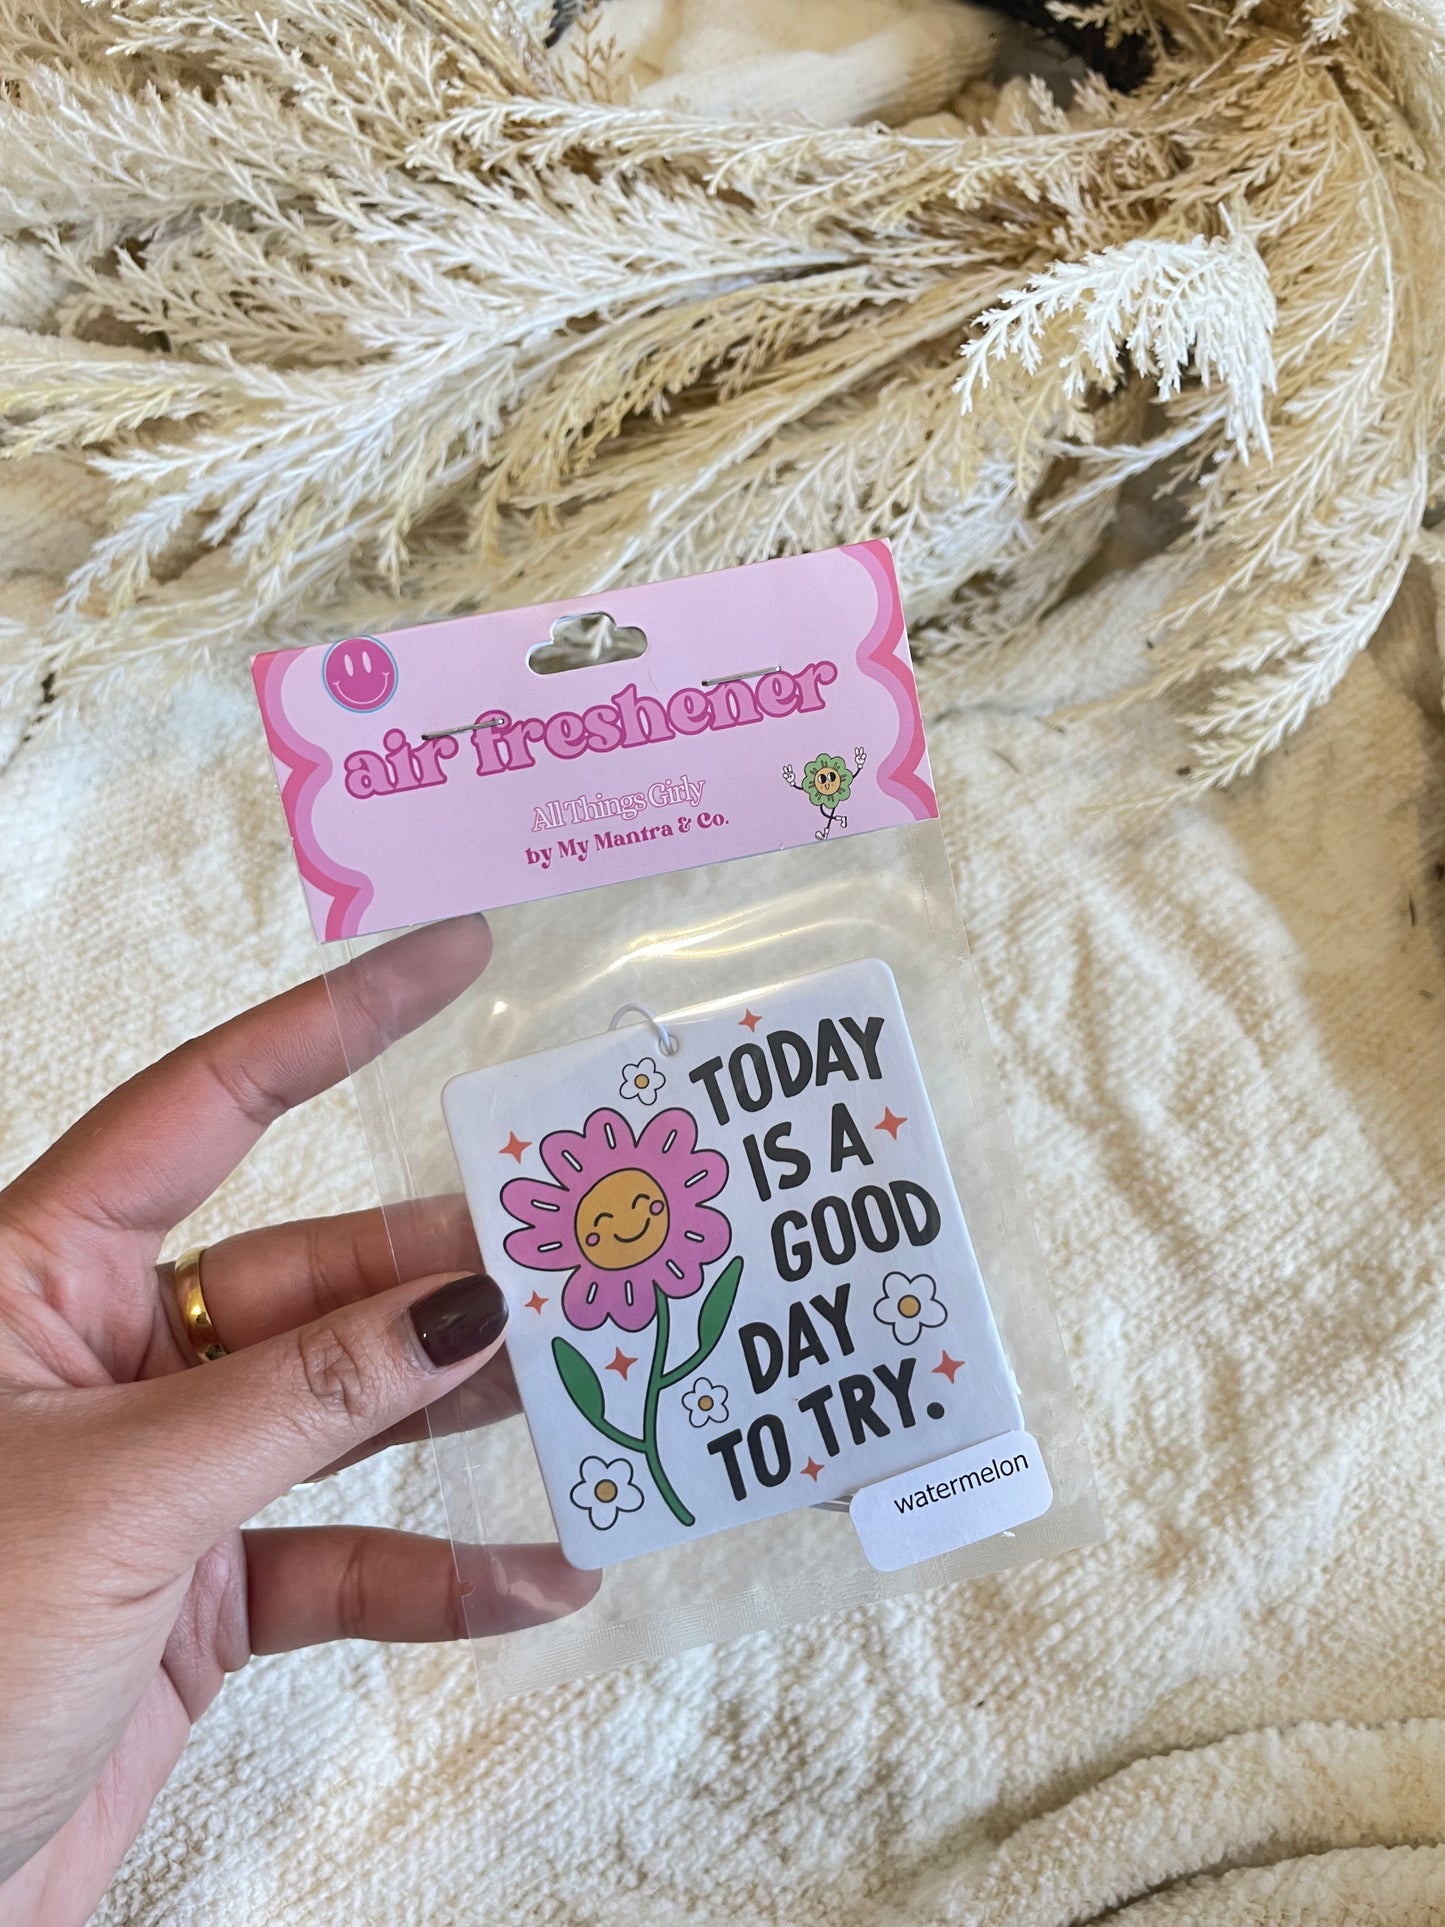 air freshener
All Things Girly
by My Mantra & Co.
TODAY
IS A
GOOD
DAY
TO TRY.
watermelon